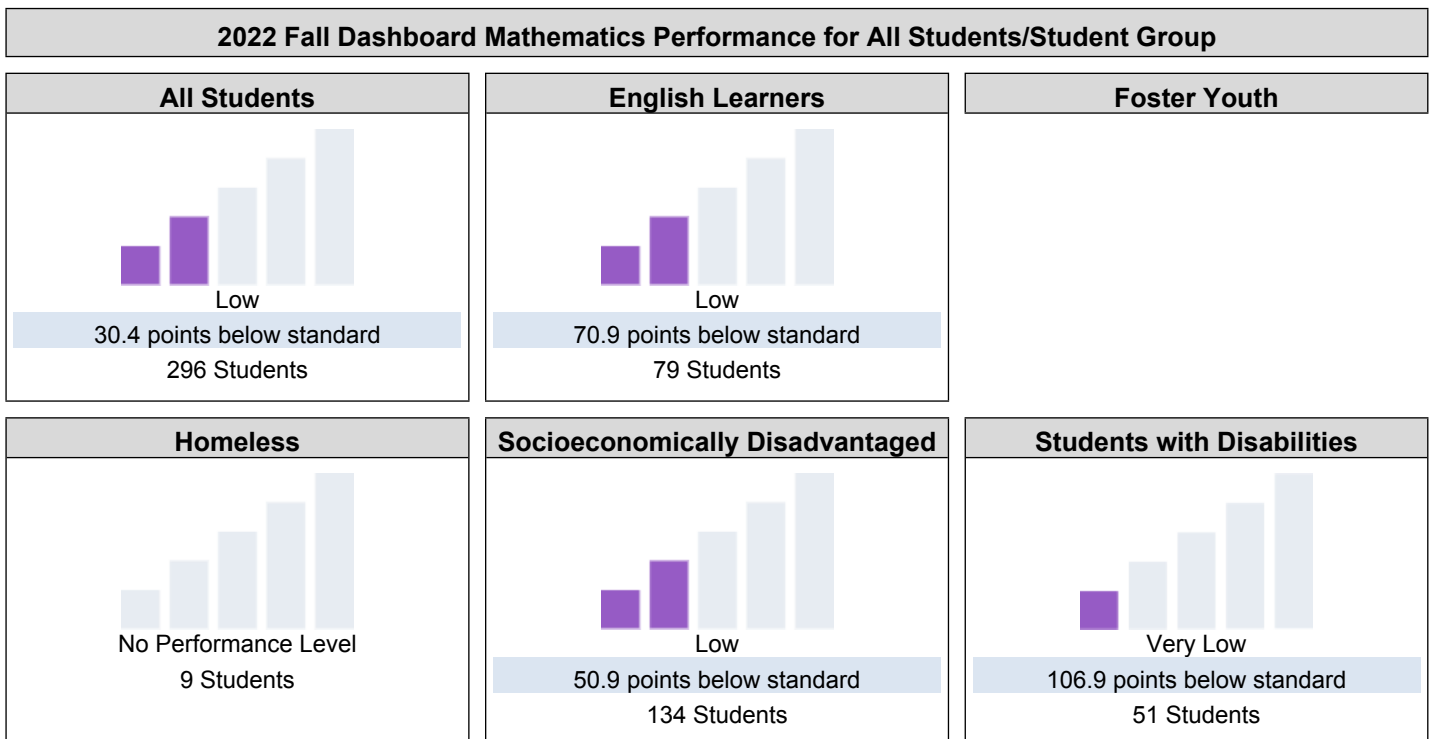 2022 Fall Dashboard Mathematics Performance for All Students/Student Group
All Students
Low
30.4 points below standard
296 Students
English Learners
Low
70.9 points below standard
79 Students
Foster Youth
Homeless
No Performance Level
9 Students
Socioeconomically Disadvantaged
Low
50.9 points below standard
134 Students
Students with Disabilities
Very Low
106.9 points below standard
51 Students